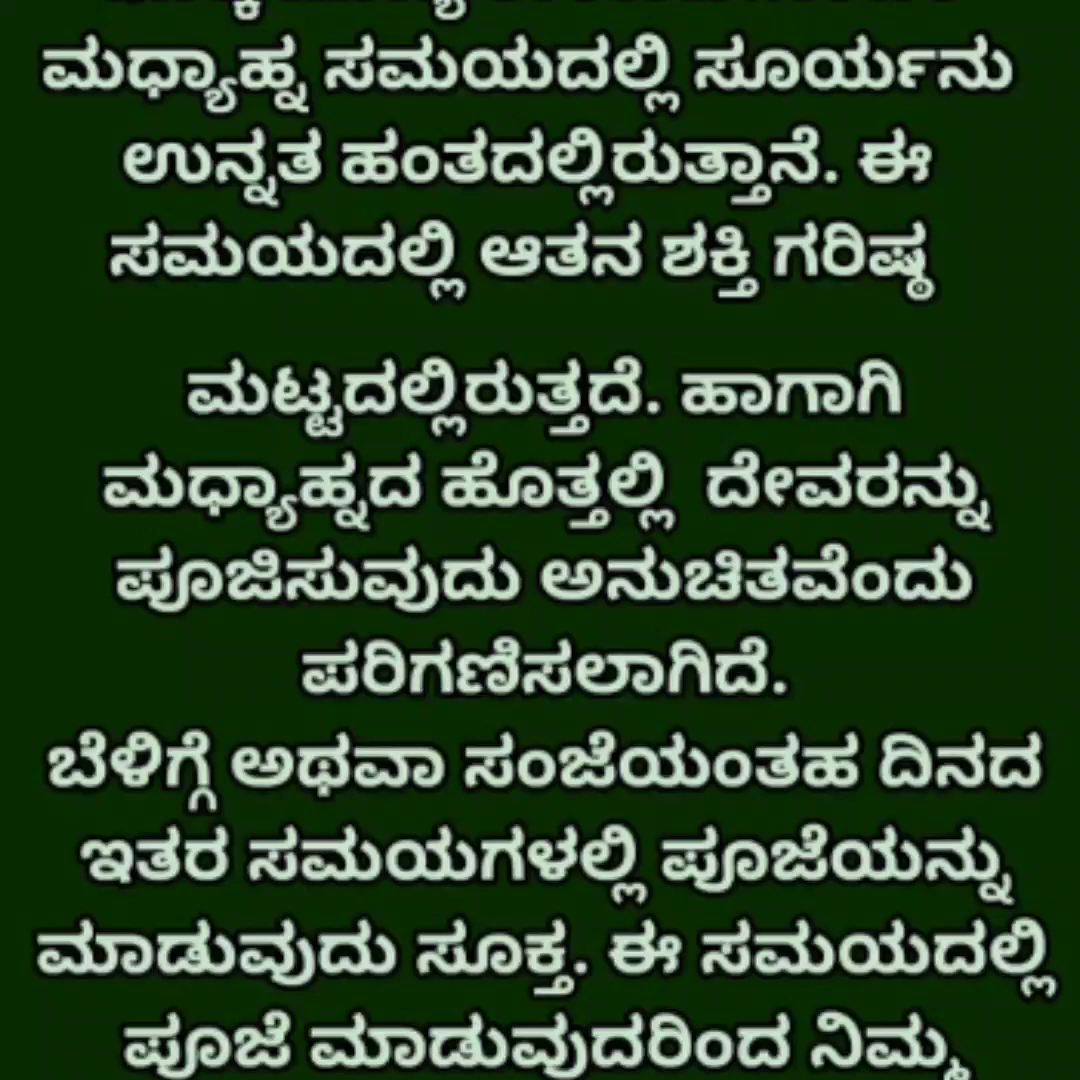 ಮಧ್ಯಾಹ್ನ ಸಮಯದಲ್ಲಿ ಸೂರ್ಯನು
ಉನ್ನತ ಹಂತದಲ್ಲಿರುತ್ತಾನೆ. ಈ
ಸಮಯದಲ್ಲಿ ಆತನ ಶಕ್ತಿ ಗರಿಷ್ಠ
ಮಟ್ಟದಲ್ಲಿರುತ್ತದೆ. ಹಾಗಾಗಿ
ಮಧ್ಯಾಹ್ನದ ಹೊತ್ತಲ್ಲಿ ದೇವರನ್ನು
ಪೂಜಿಸುವುದು ಅನುಚಿತವೆಂದು
ಪರಿಗಣಿಸಲಾಗಿದೆ.
ಬೆಳಿಗ್ಗೆ ಅಥವಾ ಸಂಜೆಯಂತಹ ದಿನದ
ಇತರ ಸಮಯಗಳಲ್ಲಿ ಪೂಜೆಯನ್ನು
ಮಾಡುವುದು ಸೂಕ್ತ. ಈ ಸಮಯದಲ್ಲಿ
ಪೂಜೆ ಮಾಡುವುದರಿಂದ ನಿಮ್ಮ